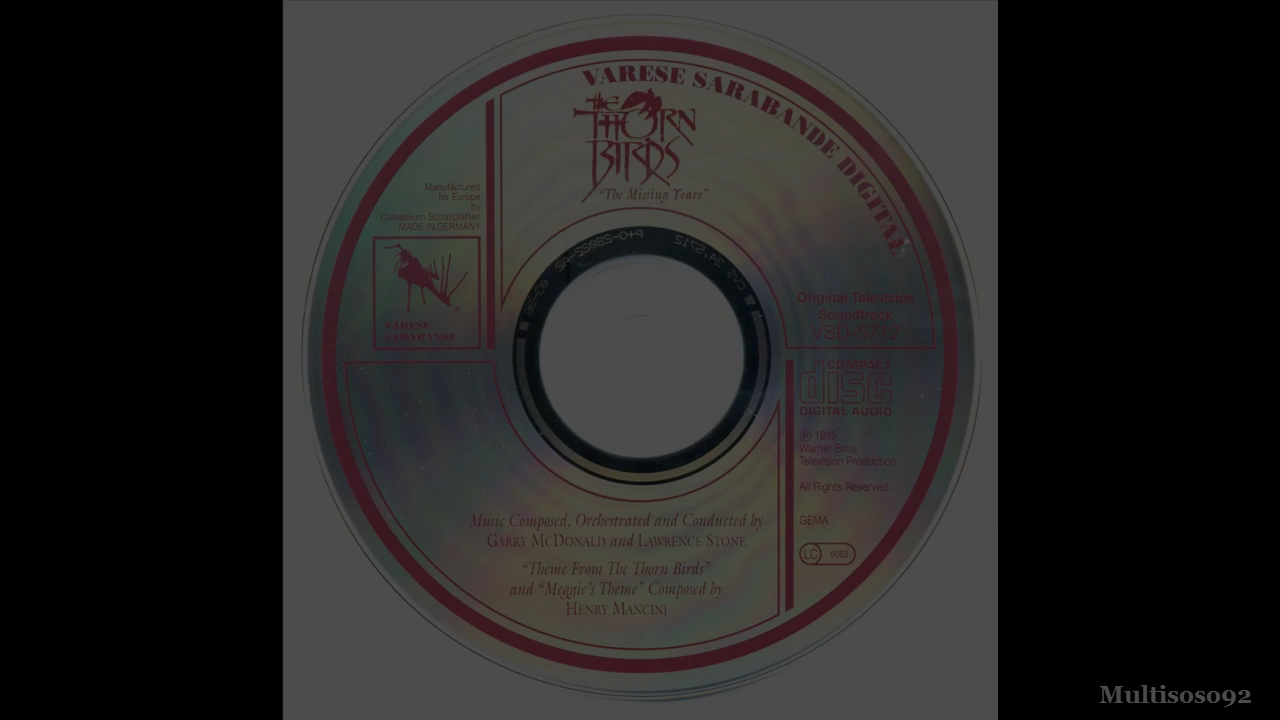 VARESE SARABANDE DIGITAL
THE
THORN
BIRDS
“The Missing Years”
Manufactured
for Europe
by
Colosseum Schallplatten
MADE IN GERMANY
VARESE
SARABANDE
Original Television
Soundtrack
VSD-5712
COMPACT
disc
DIGITAL AUDIO
Ⓟ 1995
Warner Bros.
Television Production
All Rights Reserved.
GEMA
LC 6083
Music Composed, Orchestrated and Conducted by
GARRY MCDONALD and LAWRENCE STONE
“Theme From The Thorn Birds”
and “Meggie's Theme” Composed by
HENRY MANCINI
Multisoso92